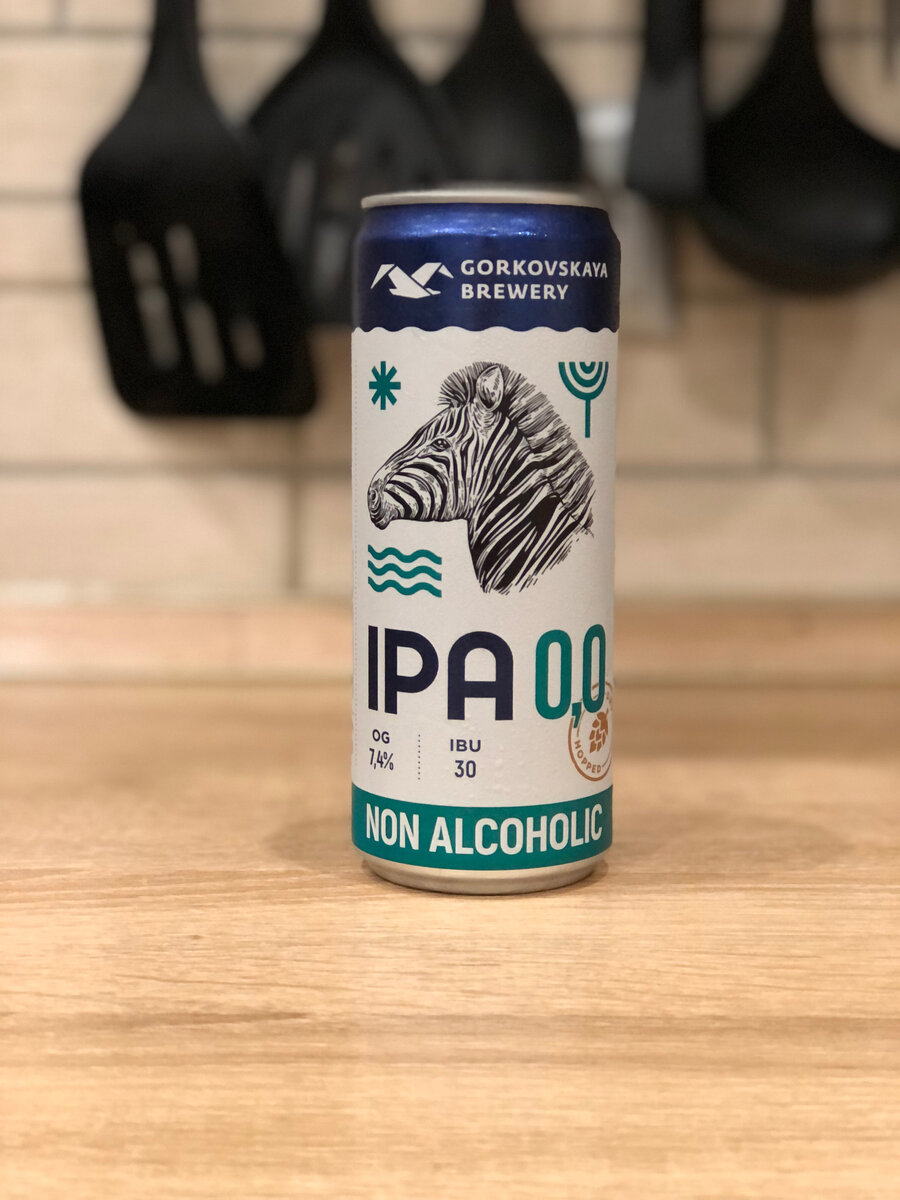 GORKOVSKAYA
BREWERY
IPA 0,0
OG
7,4%
IBU
30
HOPPED
NON ALCOHOLIC